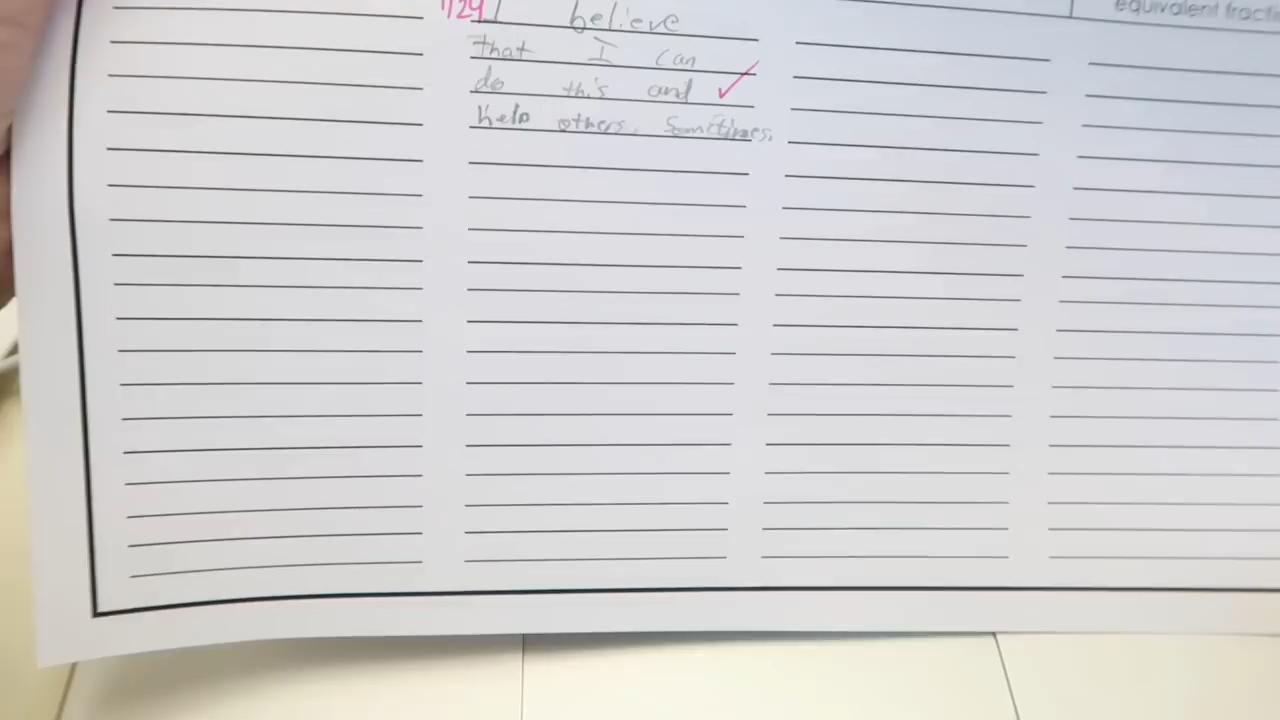 equivalent fracti
1/29 I believe
that I can
do this and ✓
help others. Sometimes.